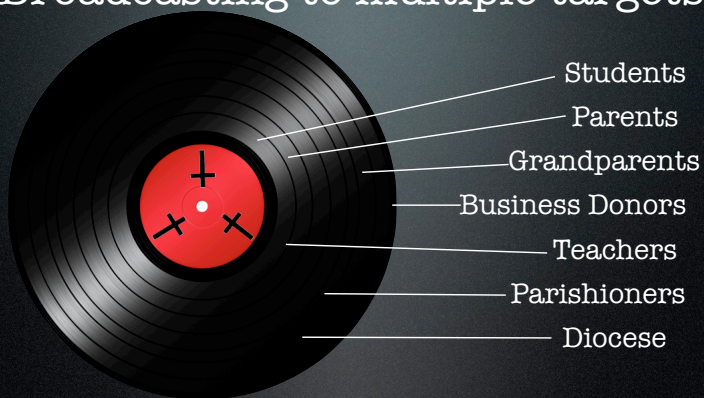 Broadcasting to multiple targets
Students
Parents
Grandparents
Business Donors
Teachers
Parishioners
Diocese